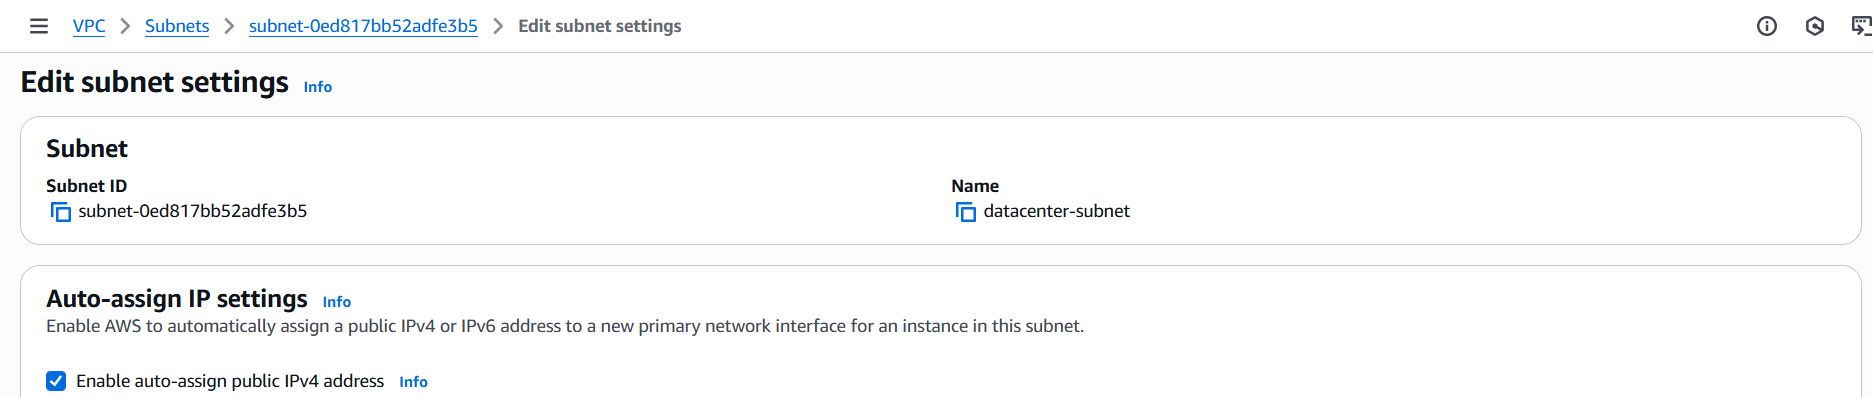 VPC > Subnets > subnet-0ed817bb52adfe3b5 > Edit subnet settings
Edit subnet settings Info
Subnet
Subnet ID
subnet-0ed817bb52adfe3b5
Name
datacenter-subnet
Auto-assign IP settings Info
Enable AWS to automatically assign a public IPv4 or IPv6 address to a new primary network interface for an instance in this subnet.
Enable auto-assign public IPv4 address Info